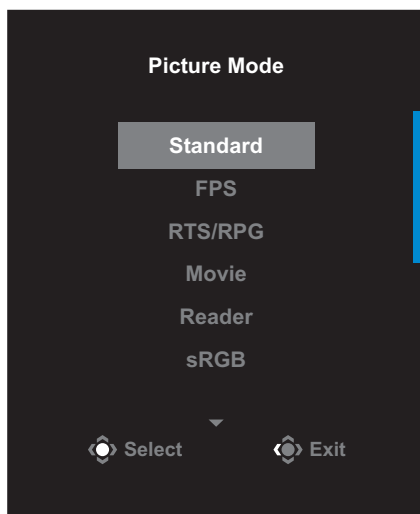 Picture Mode
Standard
FPS
RTS/RPG
Movie
Reader
sRGB
Select Exit